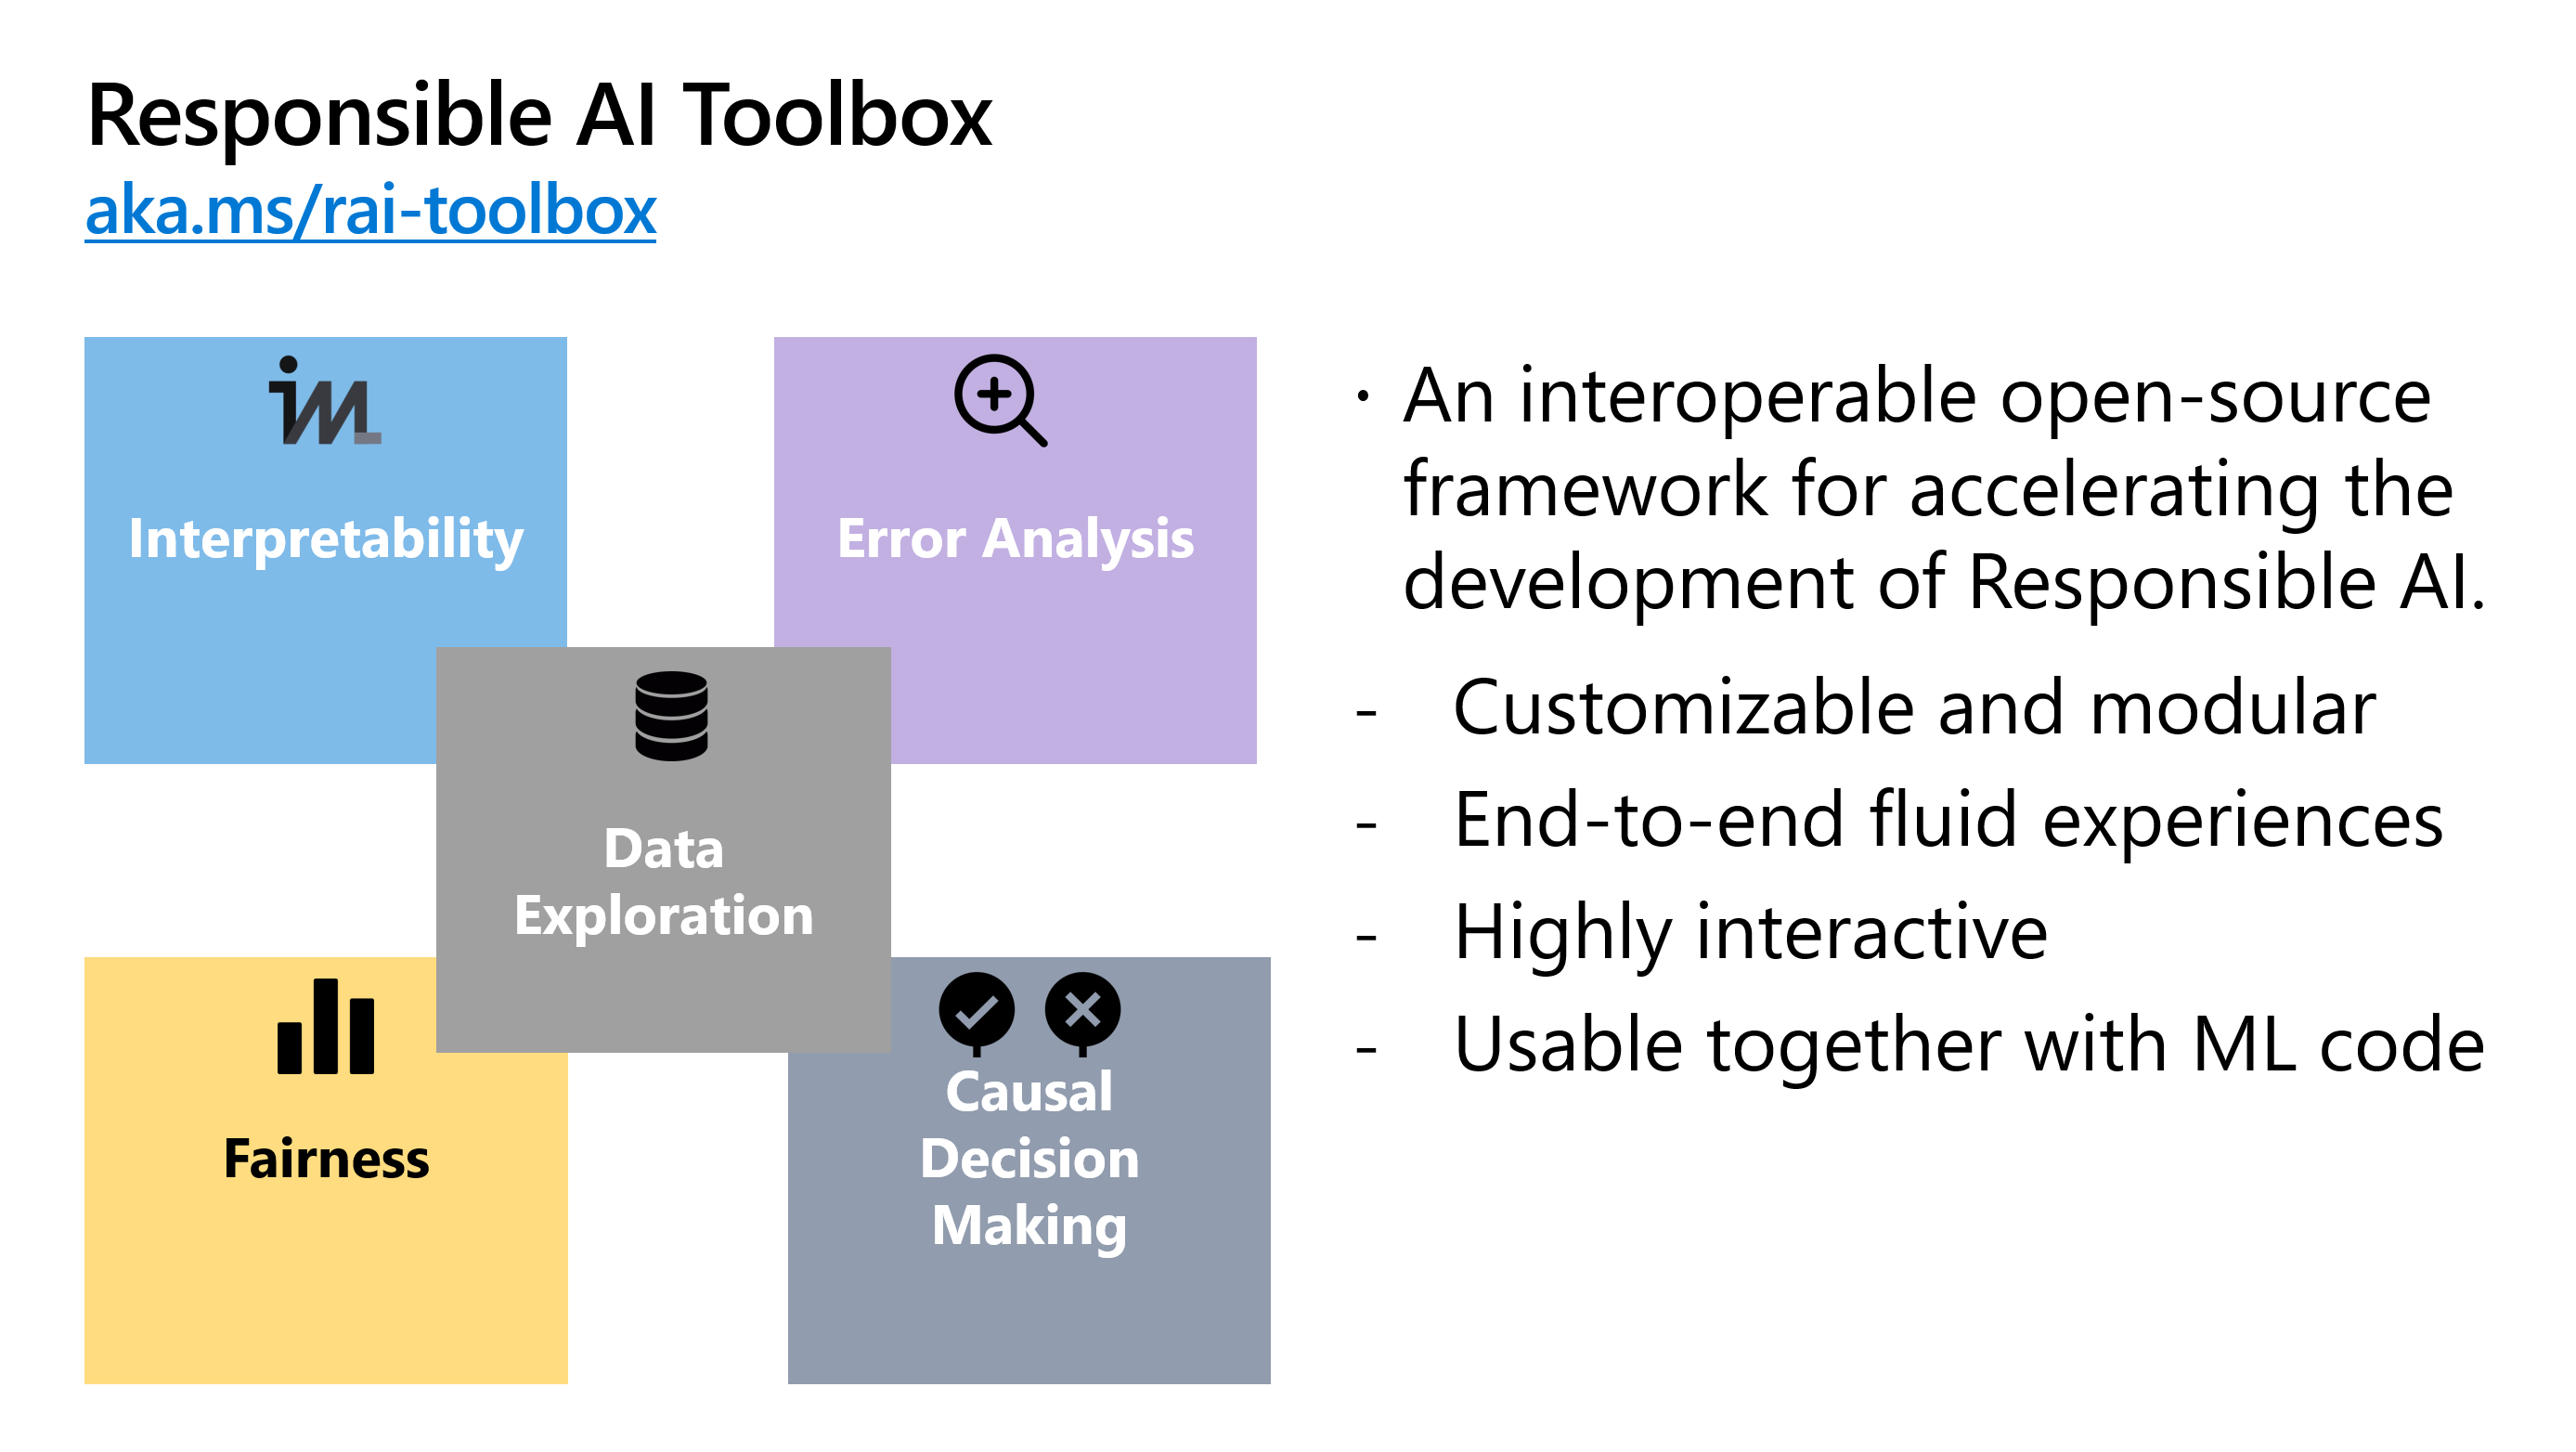 Responsible AI Toolbox
aka.ms/rai-toolbox
iML
Interpretability
Error Analysis
Data
Exploration
Fairness
Causal
Decision
Making
· An interoperable open-source
framework for accelerating the
development of Responsible AI.
- Customizable and modular
- End-to-end fluid experiences
- Highly interactive
- Usable together with ML code